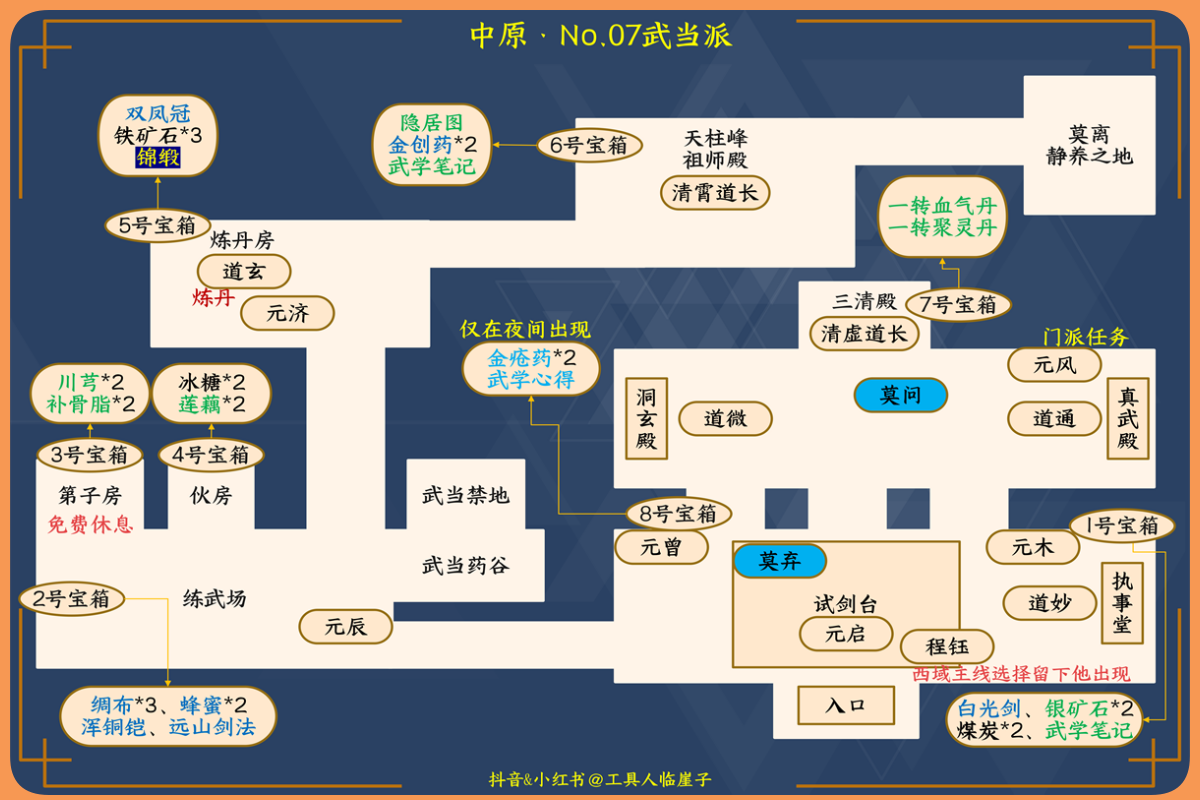 中原·No.07武当派
双凤冠
铁矿石*3
锦缎
5号宝箱
隐居图
金创药*2
武学笔记
6号宝箱
天柱峰
祖师殿
清霄道长
莫离
静养之地
一转血气丹
一转聚灵丹
7号宝箱
炼丹房
道玄
炼丹
元济
三清殿
清虚道长
仅在夜间出现
金疮药*2
武学心得
门派任务
元风
川芎*2
补骨脂*2
冰糖*2
莲藕*2
3号宝箱
4号宝箱
洞玄殿
道微
莫问
道通
真武殿
第子房
免费休息
伙房
武当禁地
武当药谷
8号宝箱
元曾
莫弃
试剑台
元启
程钰
西域主线选择留下他出现
元木
1号宝箱
道妙
执事堂
2号宝箱
练武场
元辰
绸布*3、蜂蜜*2
浑铜铠、远山剑法
入口
白光剑、银矿石*2
煤炭*2、武学笔记
抖音&小红书@工具人临崖子